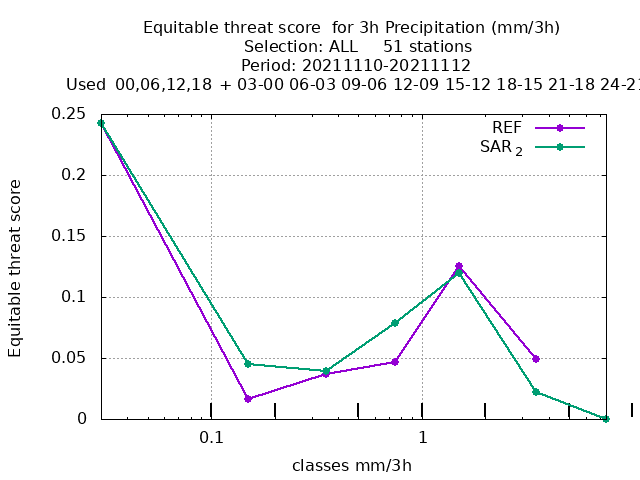 Equitable threat score  for 3h Precipitation (mm/3h)
Selection: ALL     51 stations
Period: 20211110-20211112
Used  00,06,12,18 + 03-00 06-03 09-06 12-09 15-12 18-15 21-18 24-21
REF
SAR 2
0.25
0.2
0.15
0.1
0.05
0
0.1
1
Equitable threat score
classes mm/3h